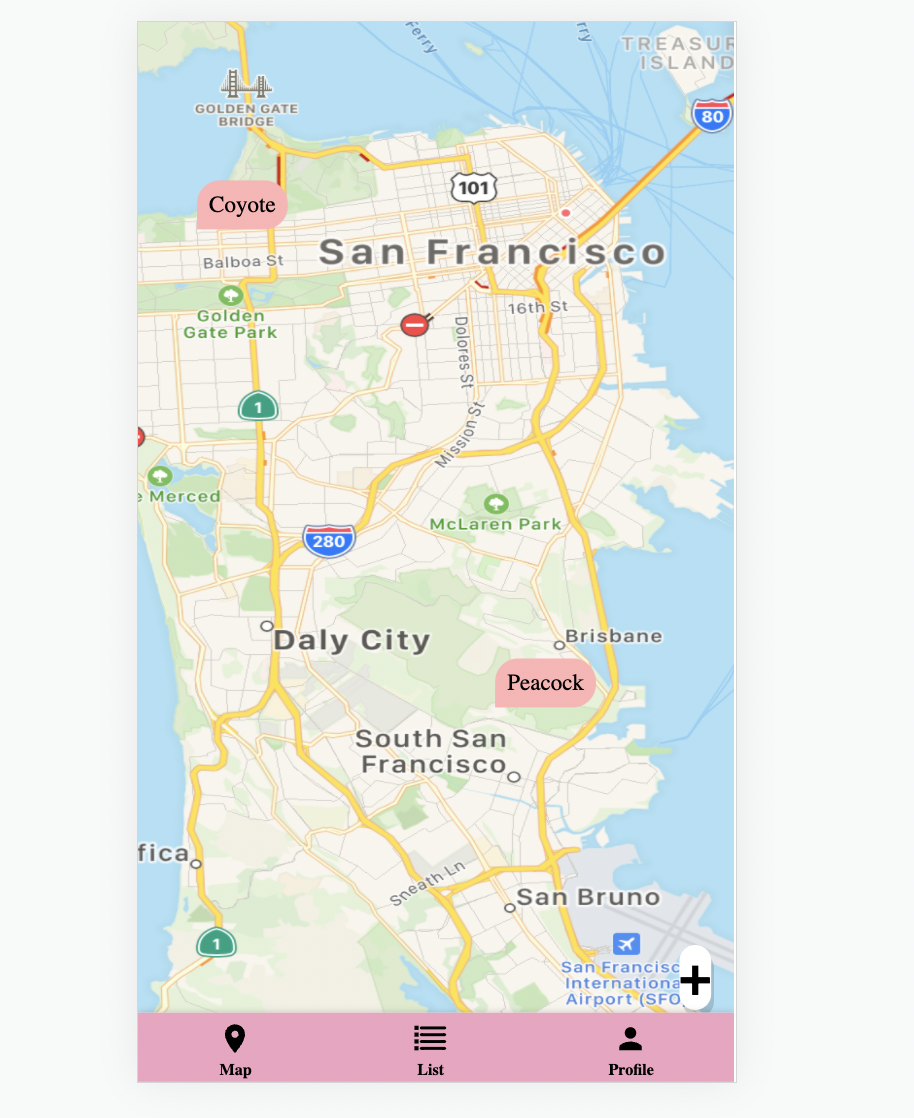 Ferry
TREASUR
ISLAND
80
GOLDEN GATE
BRIDGE
101
Coyote
San Francisco
Balboa St
Golden
Gate Park
16th St
Dolores St
1
Mission St
e Merced
McLaren Park
280
Daly City
Brisbane
Peacock
South San
Francisco
fica
Sneath Ln
San Bruno
1
San Francisc
Internationa
Airport (SFO
Map
List
Profile